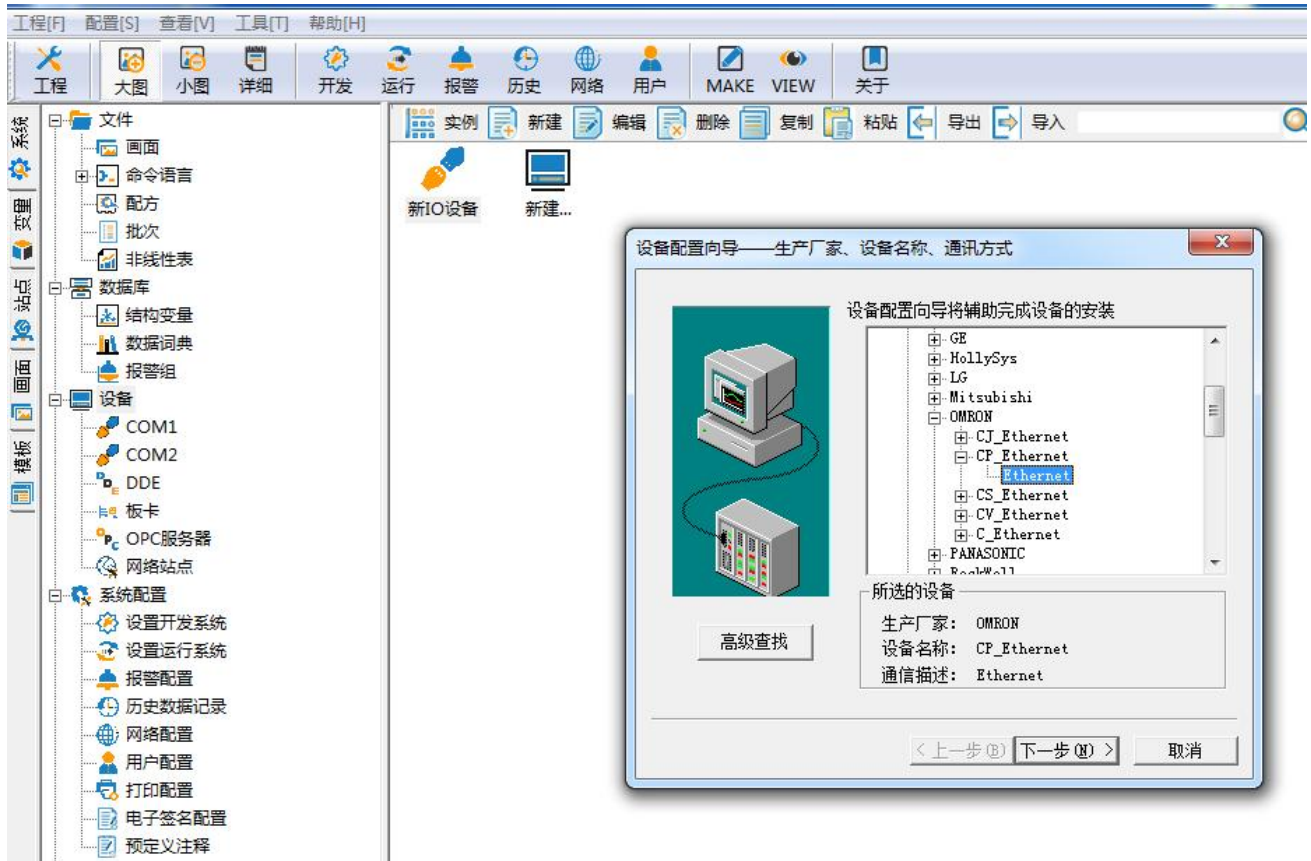 工程[F] 配置[S] 查看[V] 工具[T] 帮助[H]
工程 大图 小图 详细 开发 运行 报警 历史 网络 用户 MAKE VIEW 关于
系统
变量
站点
画面
模板
文件
画面
命令语言
配方
批次
非线性表
数据库
结构变量
数据词典
报警组
设备
COM1
COM2
DDE
板卡
OPC服务器
网络站点
系统配置
设置开发系统
设置运行系统
报警配置
历史数据记录
网络配置
用户配置
打印配置
电子签名配置
预定义注释
实例 新建 编辑 删除 复制 粘贴 导出 导入
新IO设备 新建...
设备配置向导——生产厂家、设备名称、通讯方式
设备配置向导将辅助完成设备的安装
GE
HollySys
LG
Mitsubishi
OMRON
CJ_Ethernet
CP_Ethernet
Ethernet
CS_Ethernet
CV_Ethernet
C_Ethernet
PANASONIC
RockWell
高级查找
所选的设备
生产厂家: OMRON
设备名称: CP_Ethernet
通信描述: Ethernet
< 上一步(B) 下一步(N) > 取消